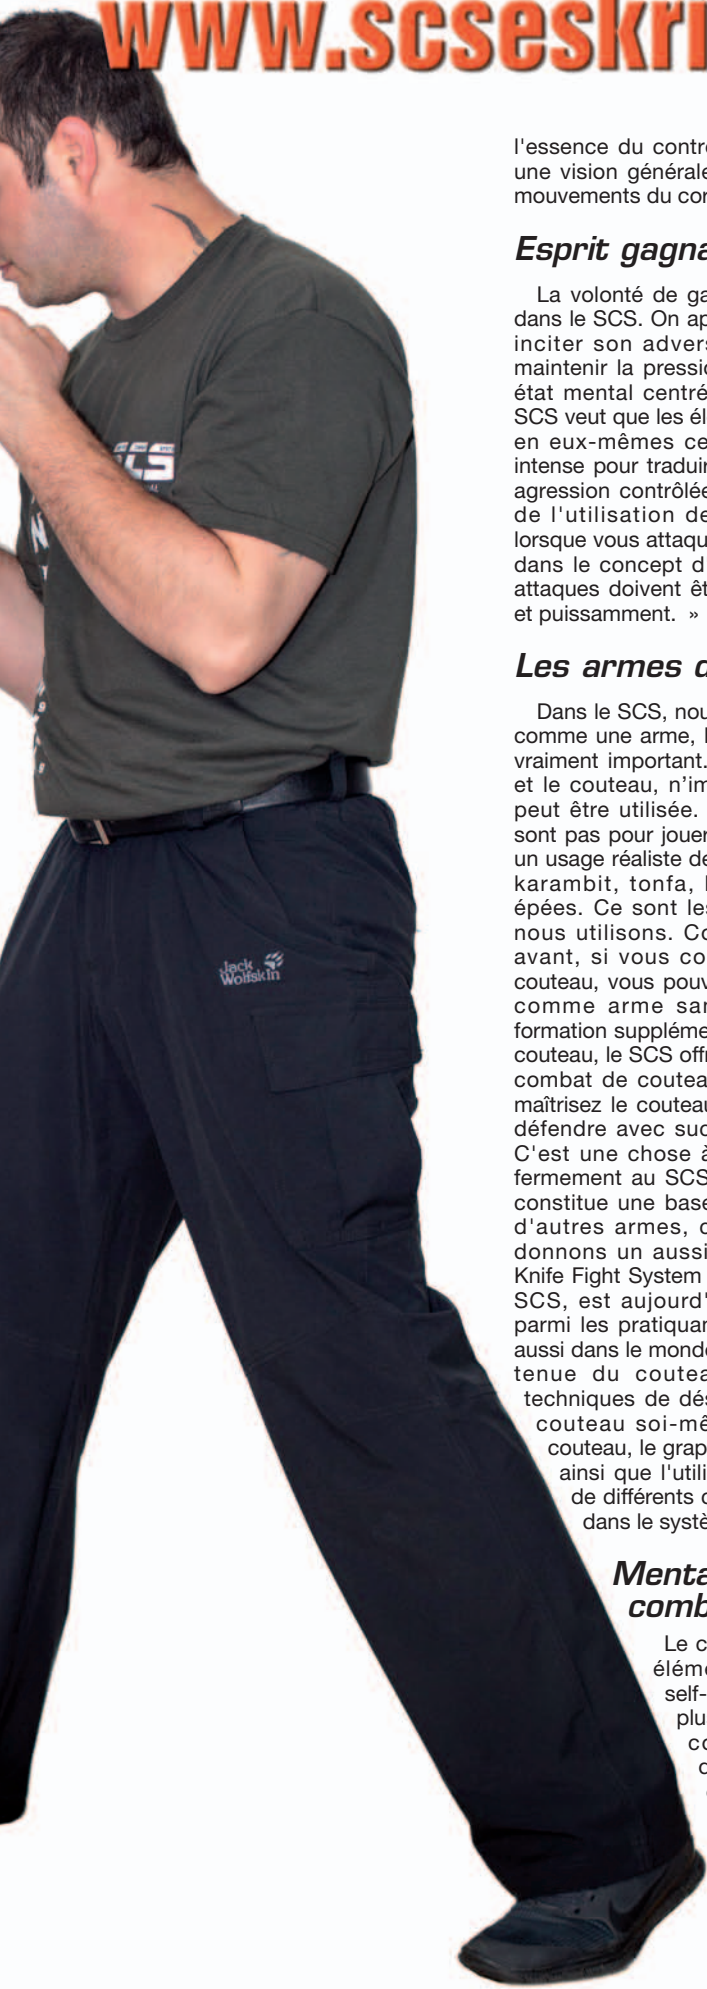 www.scseskri
l'essence du contr
une vision générale
mouvements du cor
Esprit gagna
La volonté de ga
dans le SCS. On ap
inciter son advers
maintenir la pressio
état mental centré
SCS veut que les él
en eux-mêmes ce
intense pour traduir
agression contrôlée
de l'utilisation de
lorsque vous attaqu
dans le concept d
attaques doivent êt
et puissamment. »
Les armes d
Dans le SCS, nou
comme une arme, l
vraiment important.
et le couteau, n'im
peut être utilisée.
sont pas pour jouer
un usage réaliste de
karambit, tonfa, 
épées. Ce sont les
nous utilisons. Co
avant, si vous co
couteau, vous pouv
comme arme san
formation suppléme
couteau, le SCS offr
combat de coutea
maîtrisez le couteau
défendre avec suc
C'est une chose à
fermement au SCS
constitue une base
d'autres armes, c
donnons un aussi
Knife Fight System
SCS, est aujourd'
parmi les pratiquan
aussi dans le monde
tenue du coutea
techniques de dés
couteau soi-mê
couteau, le grap
ainsi que l'utili
de différents c
dans le systè
Menta
comb
Le c
éléme
self-
plu
co
SCS
Jack
Wolfskin